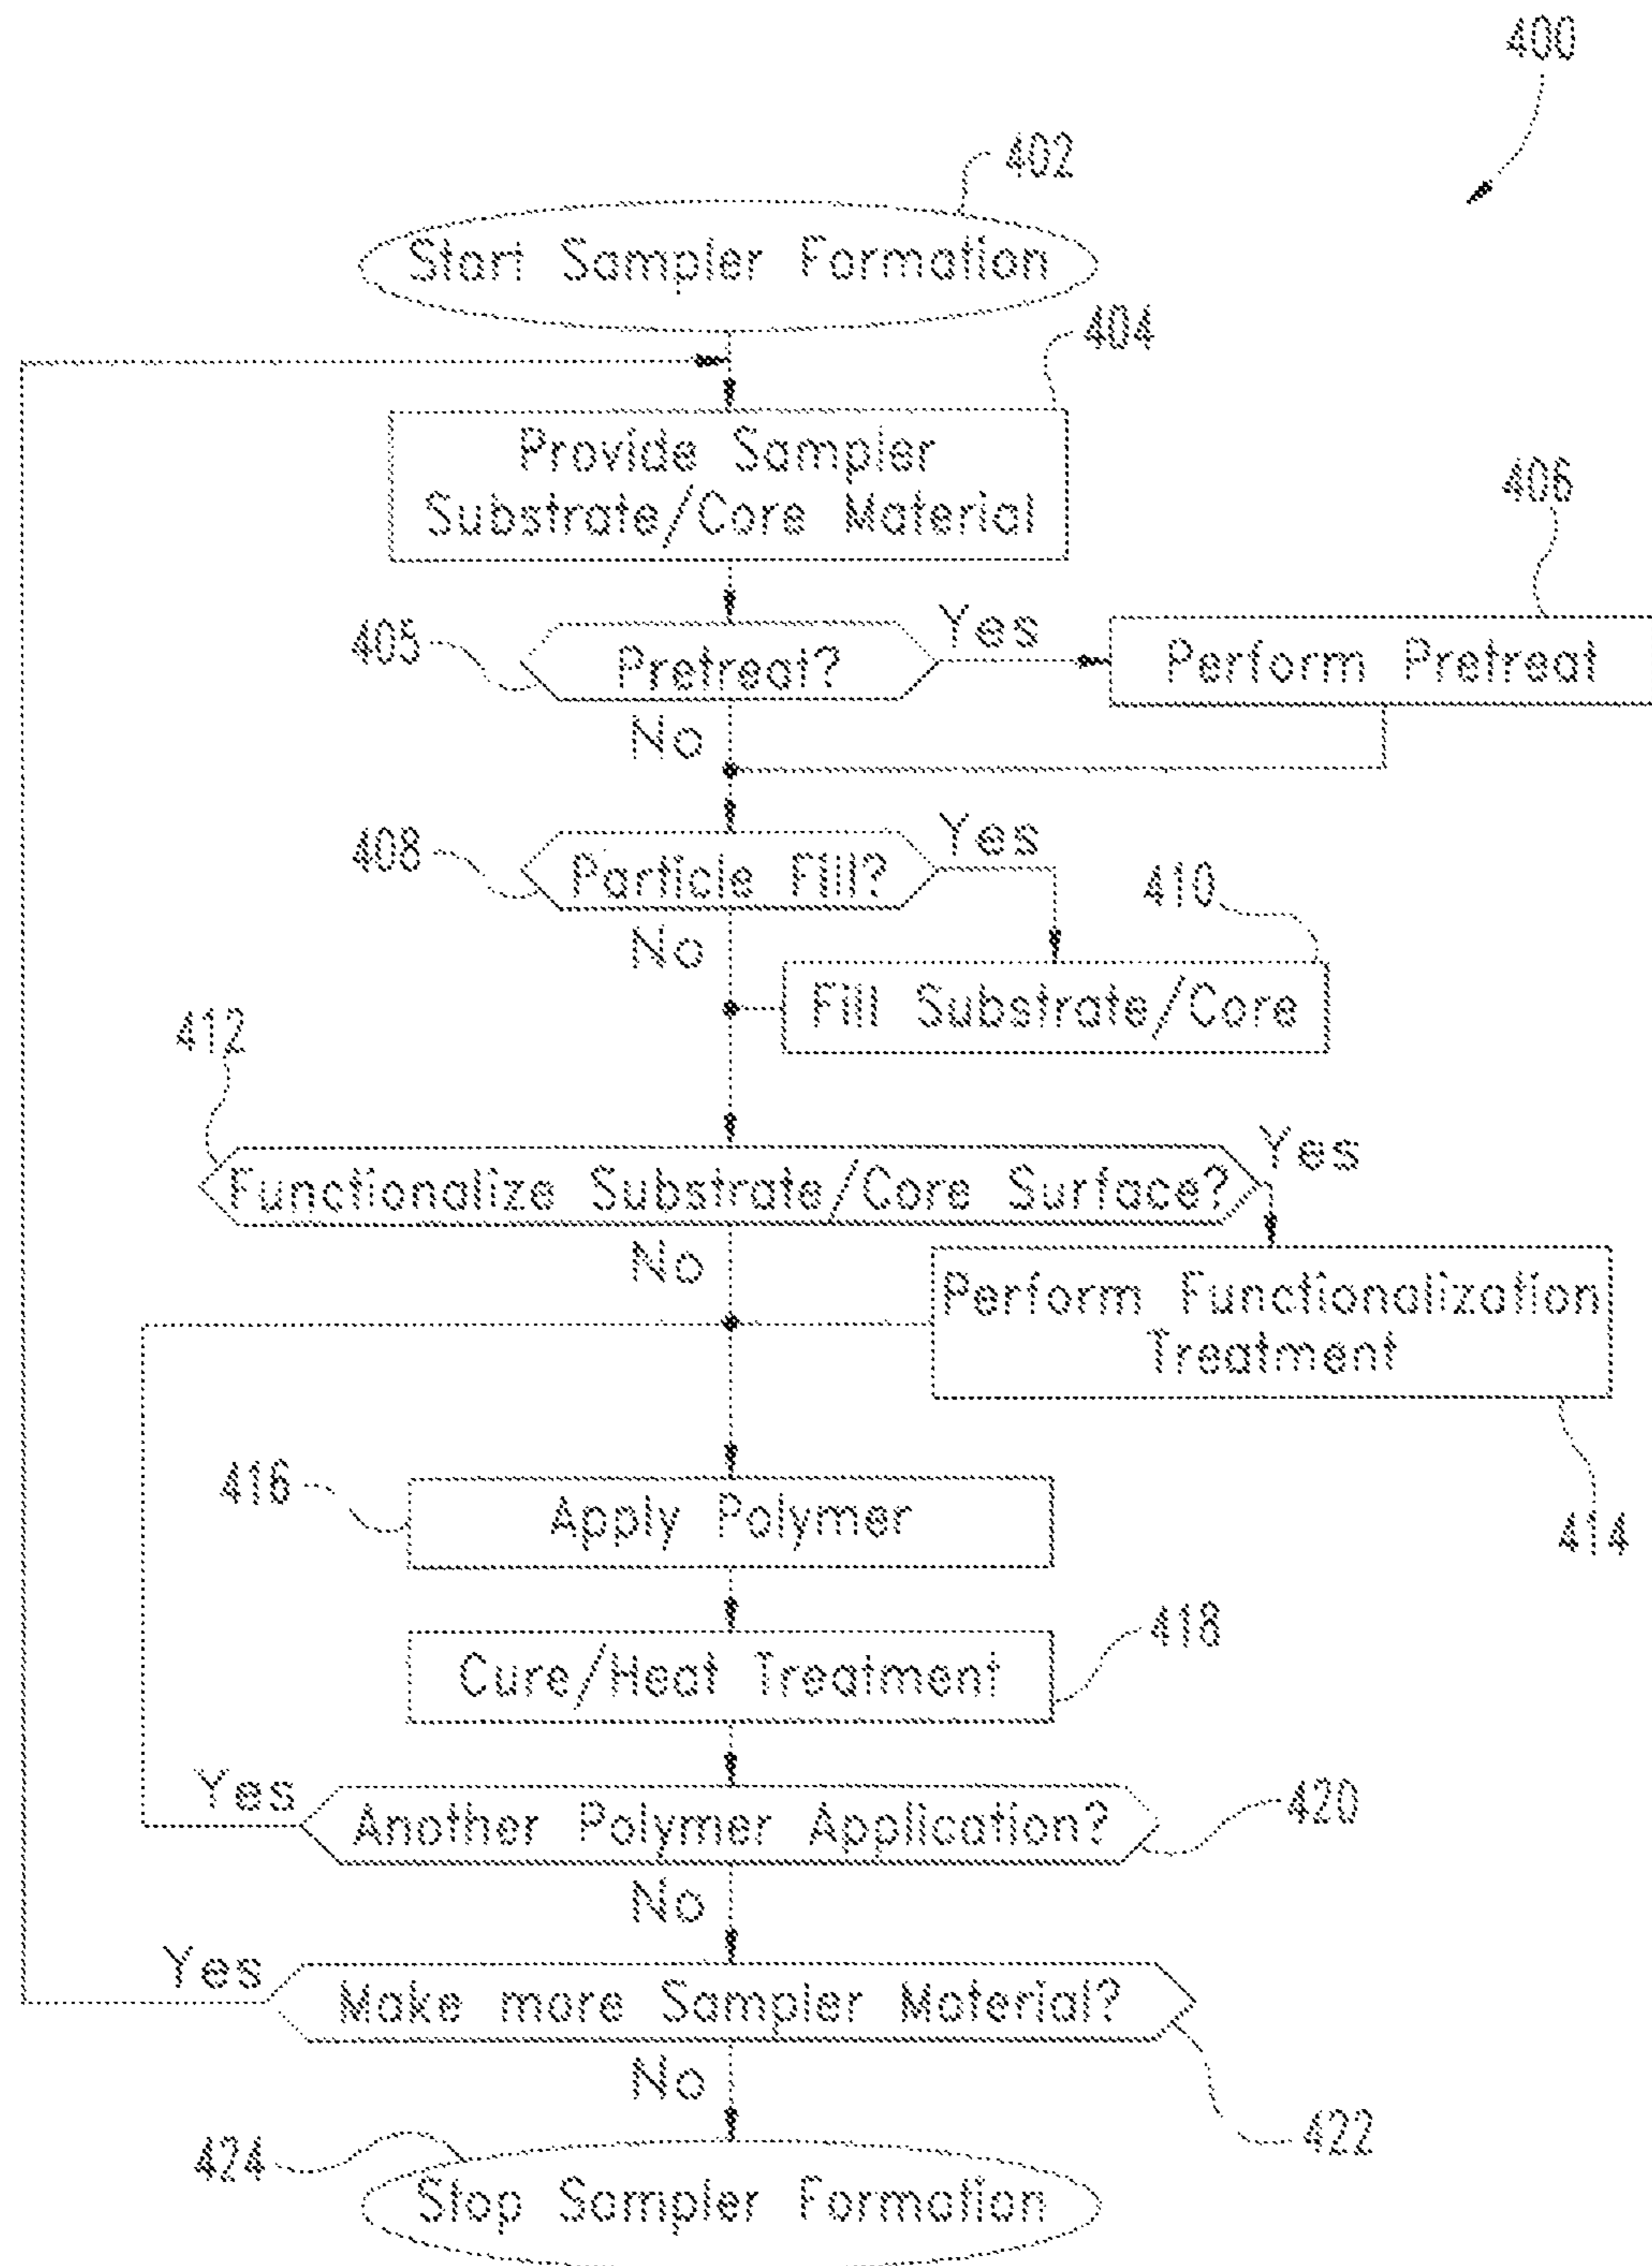 400
402
Start Sampler Formation
404
Provide Sampler
Substrate/Core Material
406
405
Pretreat?
Yes
Perform Pretreat
No
408
Particle Fill?
Yes
410
No
Fill Substrate/Core
412
Functionalize Substrate/Core Surface?
Yes
No
Perform Functionalization
Treatment
414
416
Apply Polymer
418
Cure/Heat Treatment
Yes
Another Polymer Application?
420
No
Yes
Make more Sampler Material?
422
No
424
Stop Sampler Formation